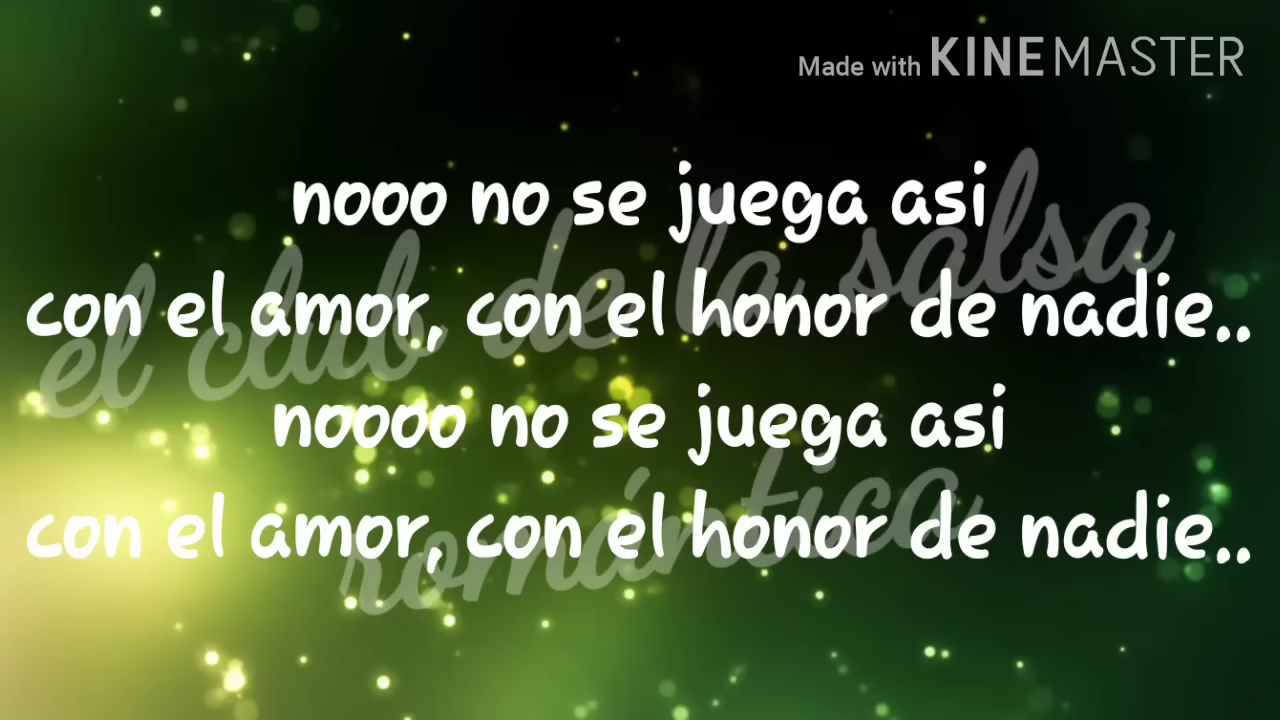 Made with KINEMASTER
nooo no se juega asi
con el amor, con el honor de nadie..
noooo no se juega asi
con el amor, con el honor de nadie..
el club de la salsa
romántica